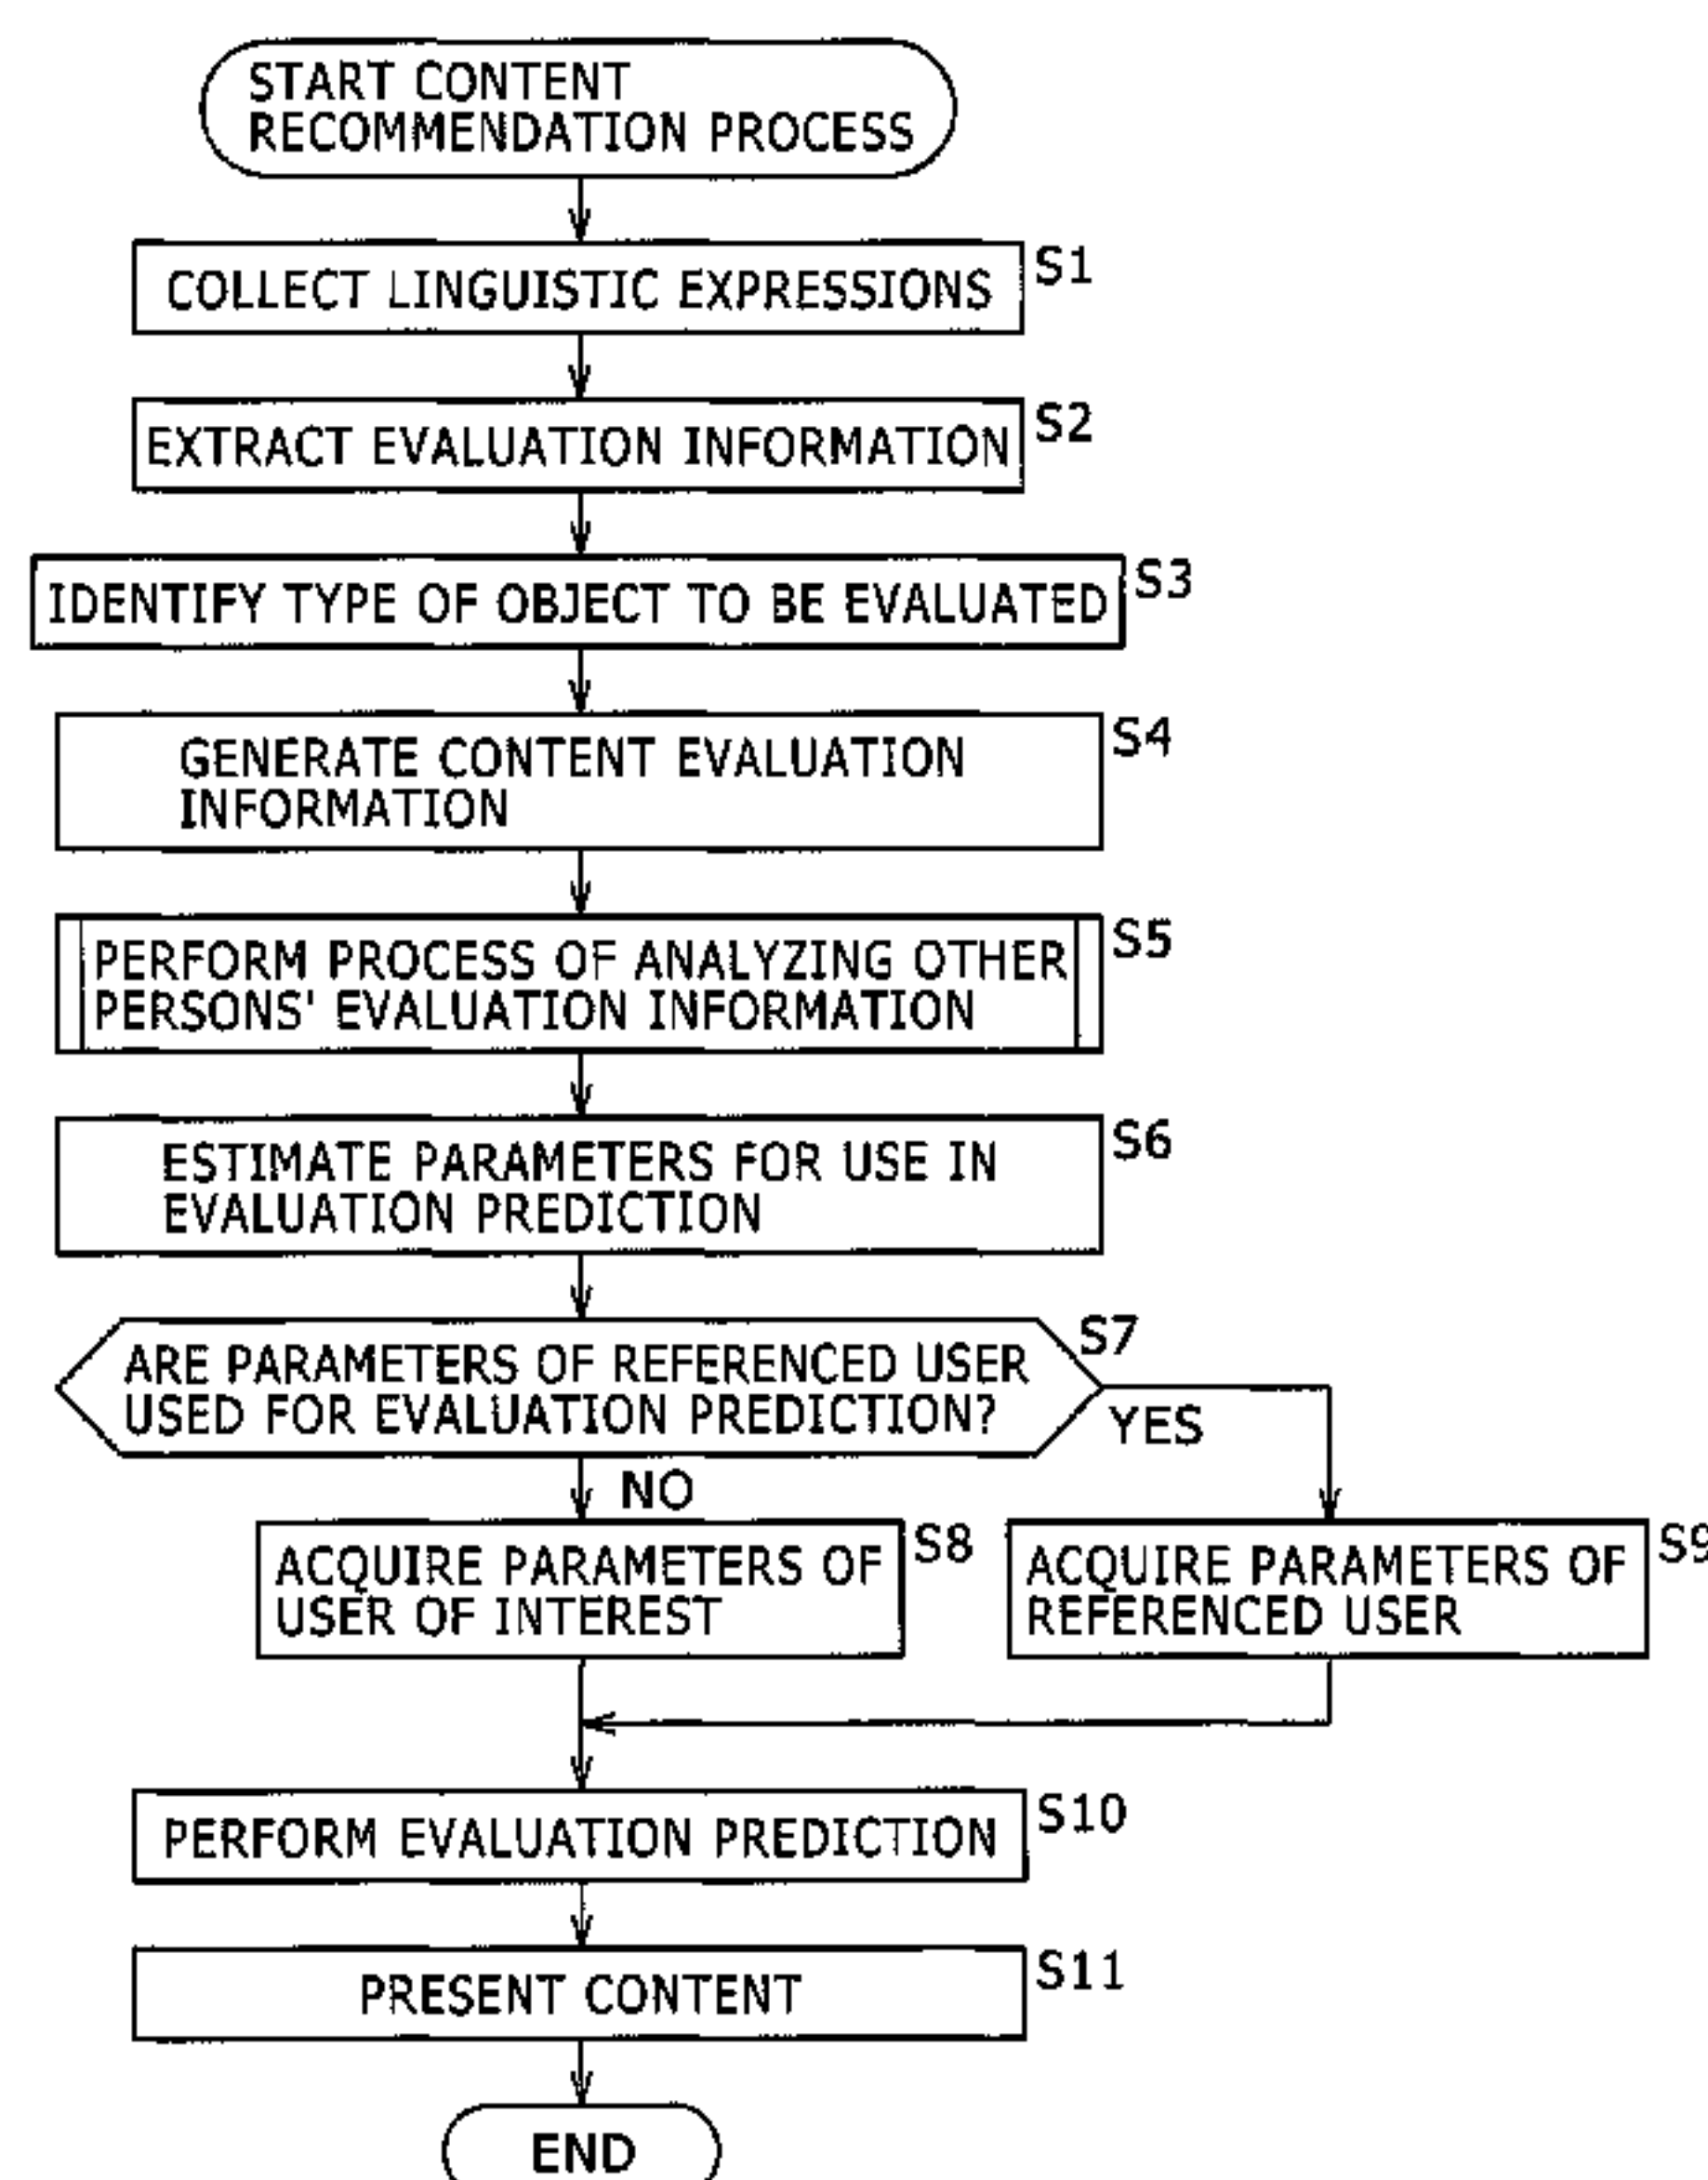 START CONTENT
RECOMMENDATION PROCESS
COLLECT LINGUISTIC EXPRESSIONS
S1
EXTRACT EVALUATION INFORMATION
S2
IDENTIFY TYPE OF OBJECT TO BE EVALUATED
S3
GENERATE CONTENT EVALUATION
INFORMATION
S4
PERFORM PROCESS OF ANALYZING OTHER
PERSONS' EVALUATION INFORMATION
S5
ESTIMATE PARAMETERS FOR USE IN
EVALUATION PREDICTION
S6
ARE PARAMETERS OF REFERENCED USER
USED FOR EVALUATION PREDICTION?
S7
YES
NO
ACQUIRE PARAMETERS OF
USER OF INTEREST
S8
ACQUIRE PARAMETERS OF
REFERENCED USER
S9
PERFORM EVALUATION PREDICTION
S10
PRESENT CONTENT
S11
END